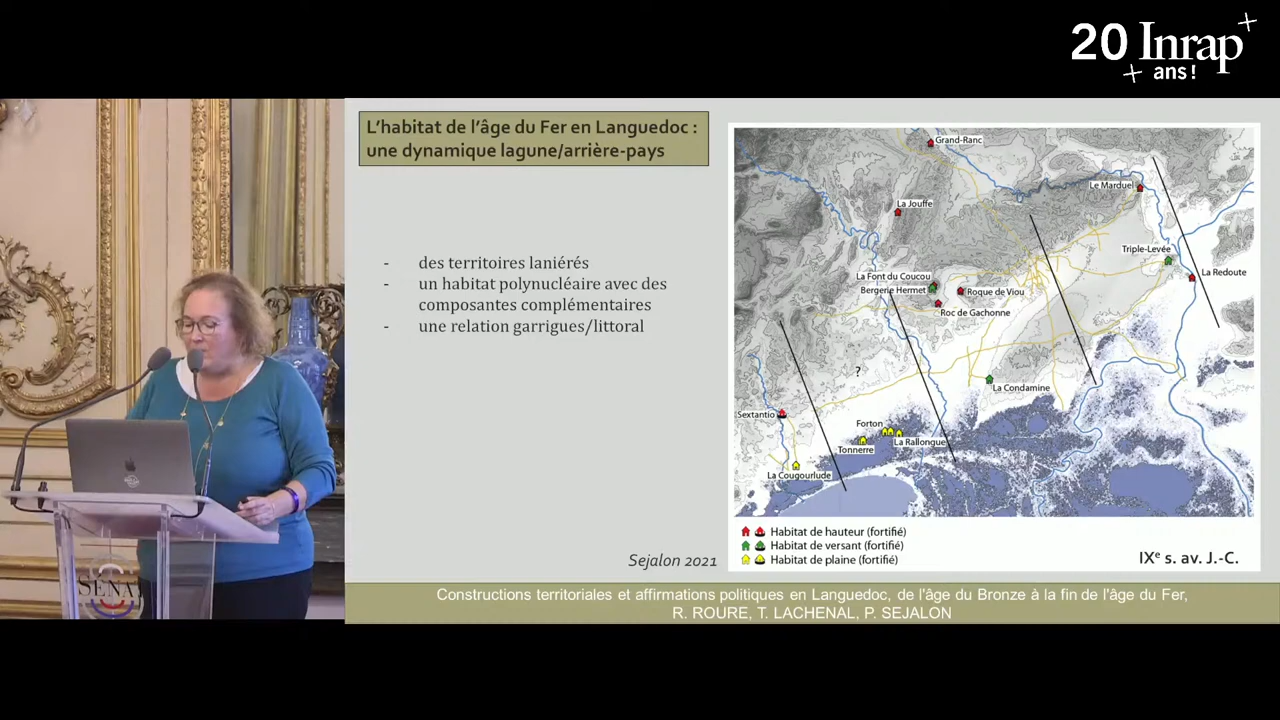 20 Inrap
ans !
L'habitat de l'âge du Fer en Languedoc :
une dynamique lagune/arrière-pays
- des territoires laniérés
- un habitat polynucléaire avec des
composantes complémentaires
- une relation garrigues/littoral
Sejalon 2021
Grand-Ranc
Le Marduel
La Jouffe
Triple-Levée
La Redoute
La Font du Coucou
Bergerie Hermet
Roque de Viou
Roc de Gachonne
?
La Condamine
Sextantio
Forton
La Rallongue
Tonnerre
La Cougourlude
Habitat de hauteur (fortifié)
Habitat de versant (fortifié)
Habitat de plaine (fortifié)
IXe s. av. J.-C.
SÉNAT
Constructions territoriales et affirmations politiques en Languedoc, de l'âge du Bronze à la fin de l'âge du Fer,
R. ROURE, T. LACHENAL, P. SEJALON